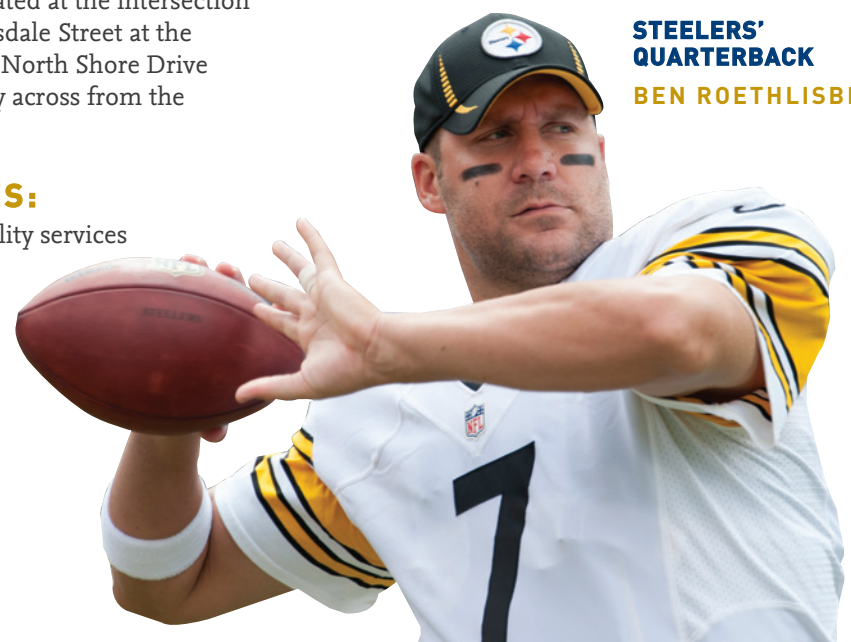 ated at the intersection
sdale Street at the
North Shore Drive
y across from the
S:
lity services
STEELERS’
QUARTERBACK
BEN ROETHLISB
STEELERS
NFL
7